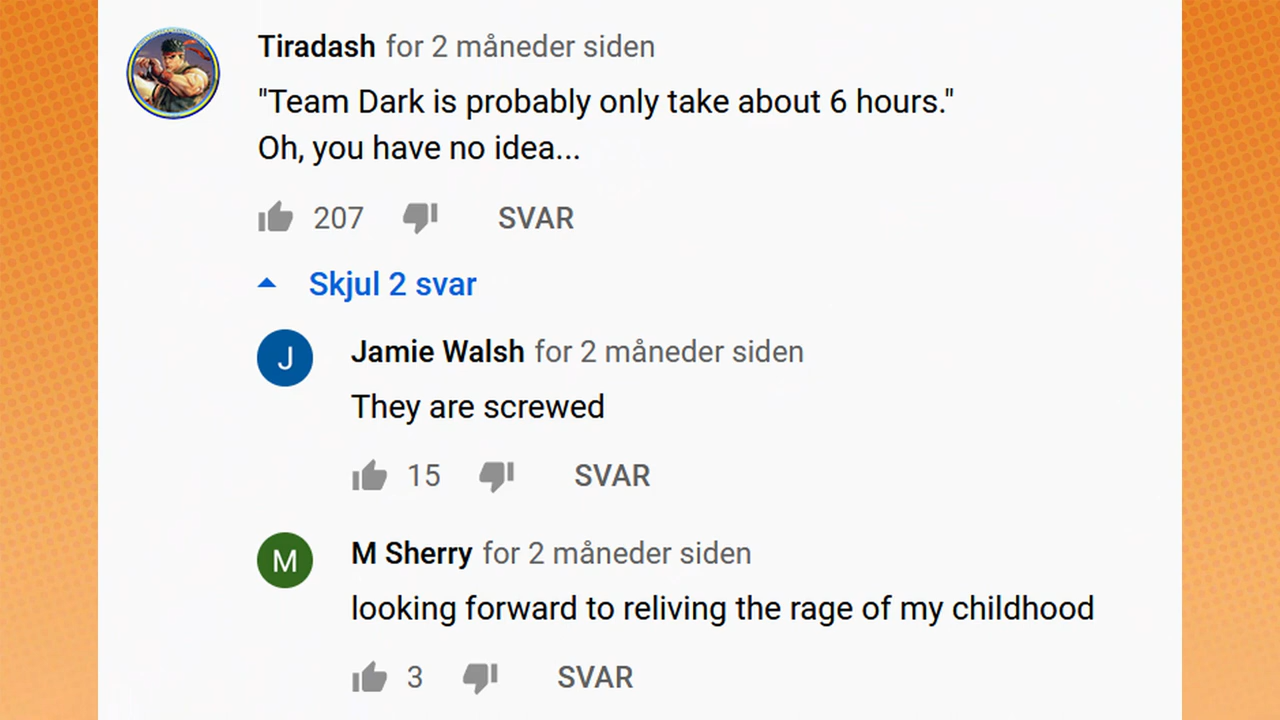 Tiradash for 2 måneder siden
"Team Dark is probably only take about 6 hours."
Oh, you have no idea...
207 SVAR
Skjul 2 svar
J
Jamie Walsh for 2 måneder siden
They are screwed
15 SVAR
M
M Sherry for 2 måneder siden
looking forward to reliving the rage of my childhood
3 SVAR